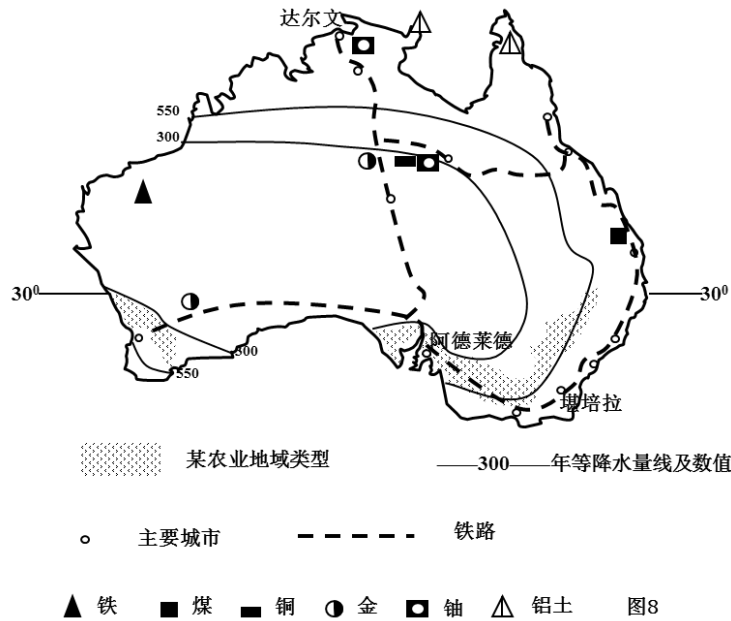 达尔文
550
300
30⁰
30⁰
阿德莱德
300
550
堪培拉
某农业地域类型
300
年等降水量线及数值
主要城市
铁路
铁
煤
铜
金
铀
铝土
图8